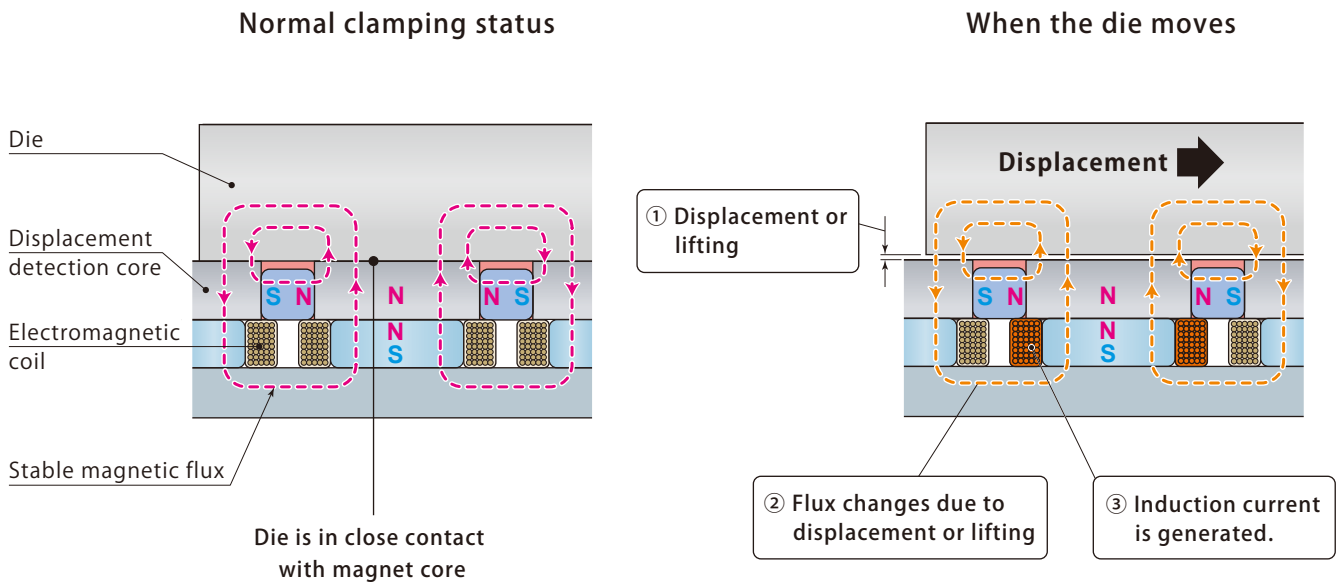 Normal clamping status
When the die moves
Die
Displacement
detection core
Electromagnetic
coil
Stable magnetic flux
S N
N
N S
N
S
Die is in close contact
with magnet core
Displacement
① Displacement or
lifting
S N
N
N S
N
S
② Flux changes due to
displacement or lifting
③ Induction current
is generated.